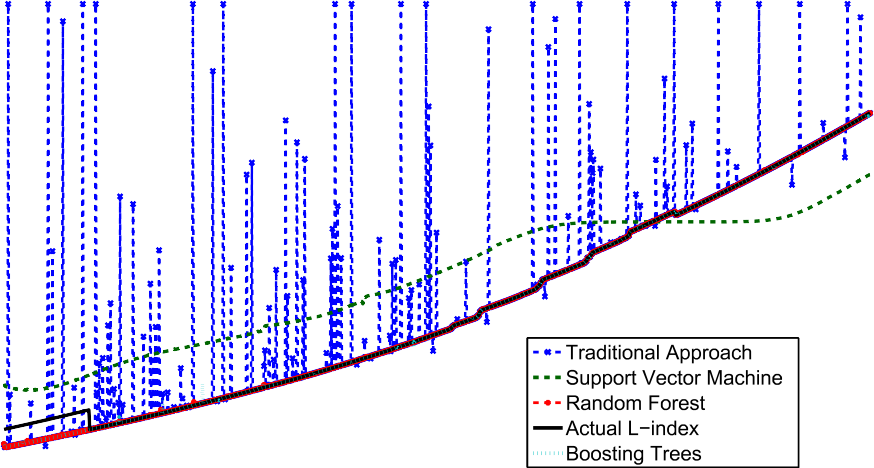 Traditional Approach
Support Vector Machine
Random Forest
Actual L−index
Boosting Trees